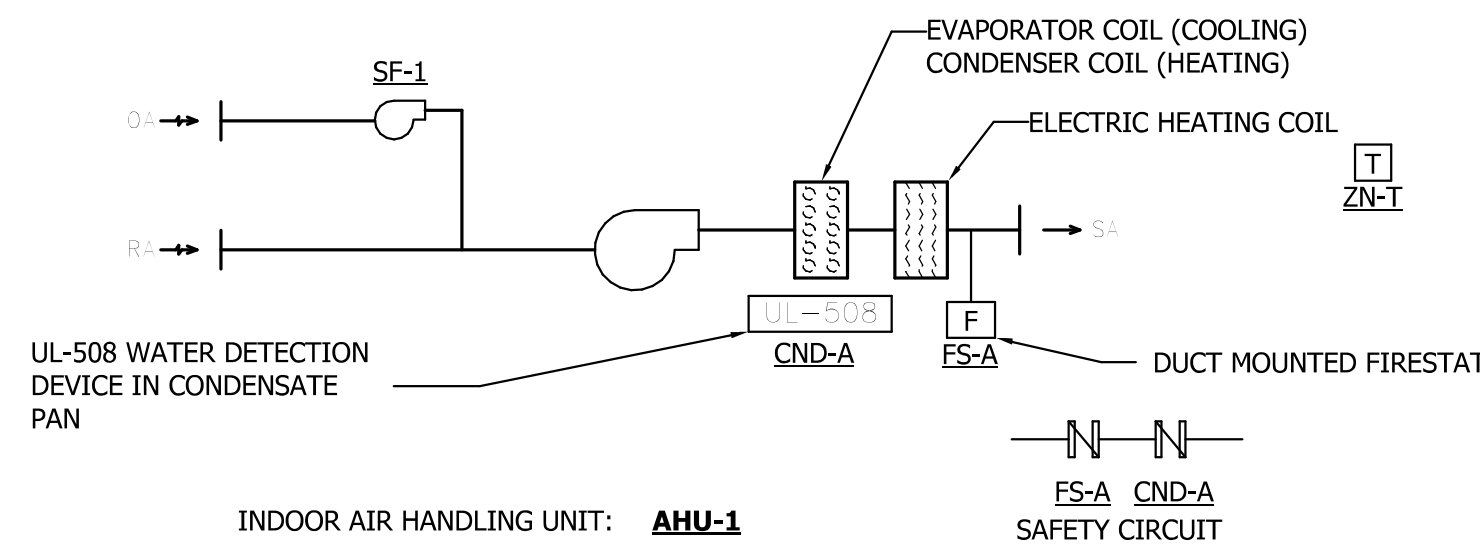 EVAPORATOR COIL (COOLING)
CONDENSER COIL (HEATING)
SF-1
OA
ELECTRIC HEATING COIL
T
ZN-T
RA
SA
UL-508
F
CND-A
FS-A
UL-508 WATER DETECTION
DEVICE IN CONDENSATE
PAN
DUCT MOUNTED FIRESTAT
FS-A CND-A
SAFETY CIRCUIT
INDOOR AIR HANDLING UNIT: AHU-1